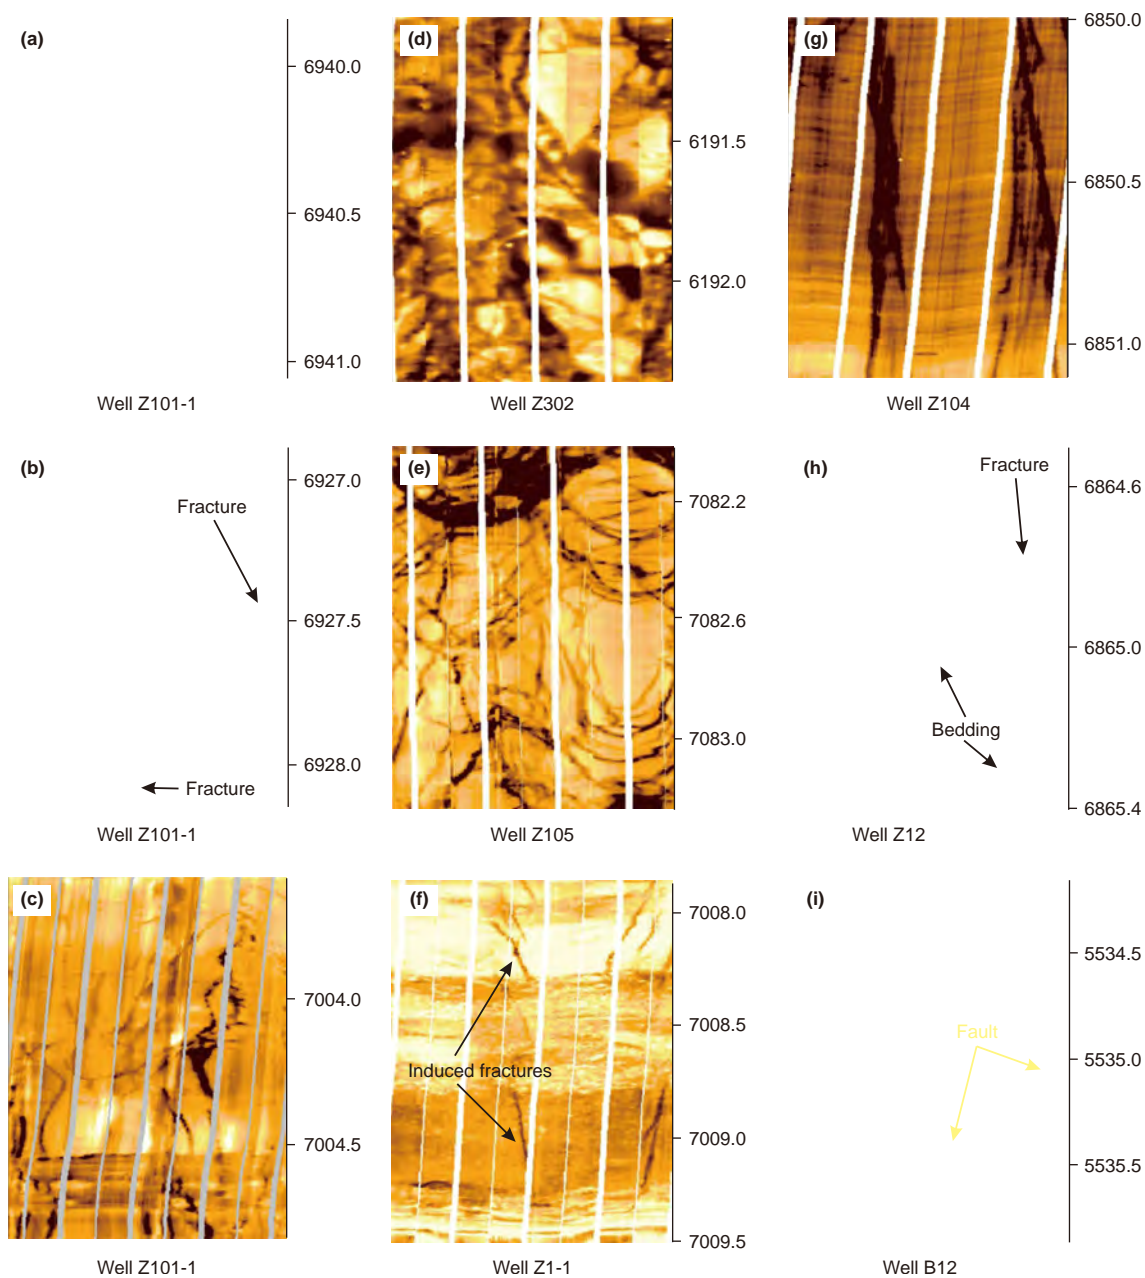 (a)
6940.0
6940.5
6941.0
Well Z101-1
(d)
6191.5
6192.0
Well Z302
(g)
6850.0
6850.5
6851.0
Well Z104
(b)
Fracture
Fracture
6927.0
6927.5
6928.0
Well Z101-1
(e)
7082.2
7082.6
7083.0
Well Z105
(h)
Fracture
Bedding
6864.6
6865.0
6865.4
Well Z12
(c)
7004.0
7004.5
Well Z101-1
(f)
Induced fractures
7008.0
7008.5
7009.0
7009.5
Well Z1-1
(i)
Fault
5534.5
5535.0
5535.5
Well B12